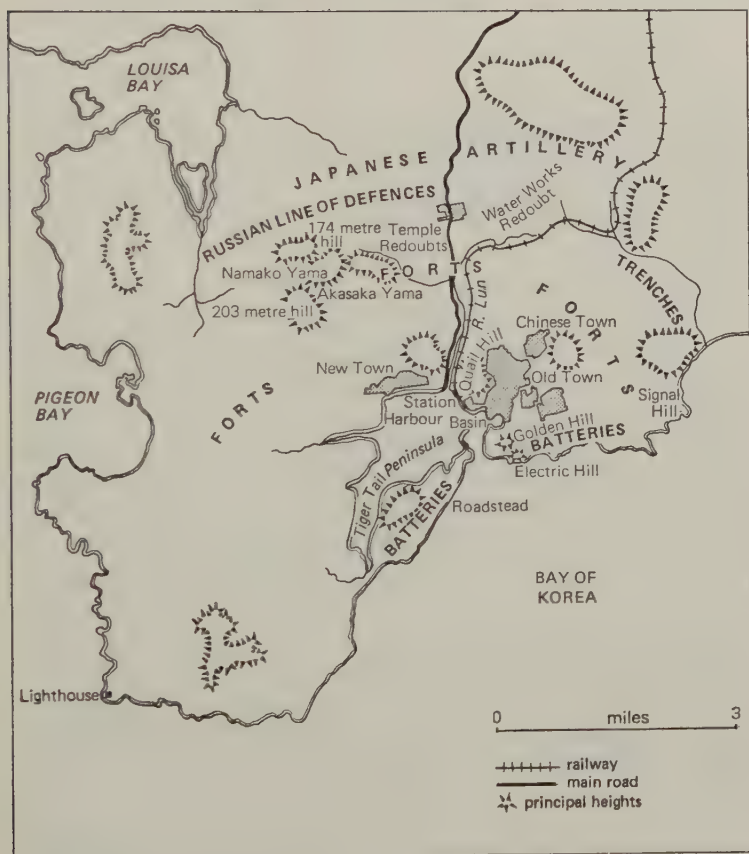 LOUISA
BAY
JAPANESE ARTILLERY
RUSSIAN LINE OF DEFENCES
Water Works
Redoubt
174 metre
hill
Temple
Redoubts
FORTS
Namako Yama
Akasaka Yama
203 metre hill
TRENCHES
R. Lun
FORTS
Chinese Town
Quail Hill
New Town
Old Town
PIGEON
BAY
FORTS
Station
Harbour
Basin
Signal
Hill
Golden Hill
BATTERIES
Electric Hill
Tiger Tail Peninsula
BATTERIES
Roadstead
BAY OF
KOREA
Lighthouse
0 miles 3
railway
main road
principal heights